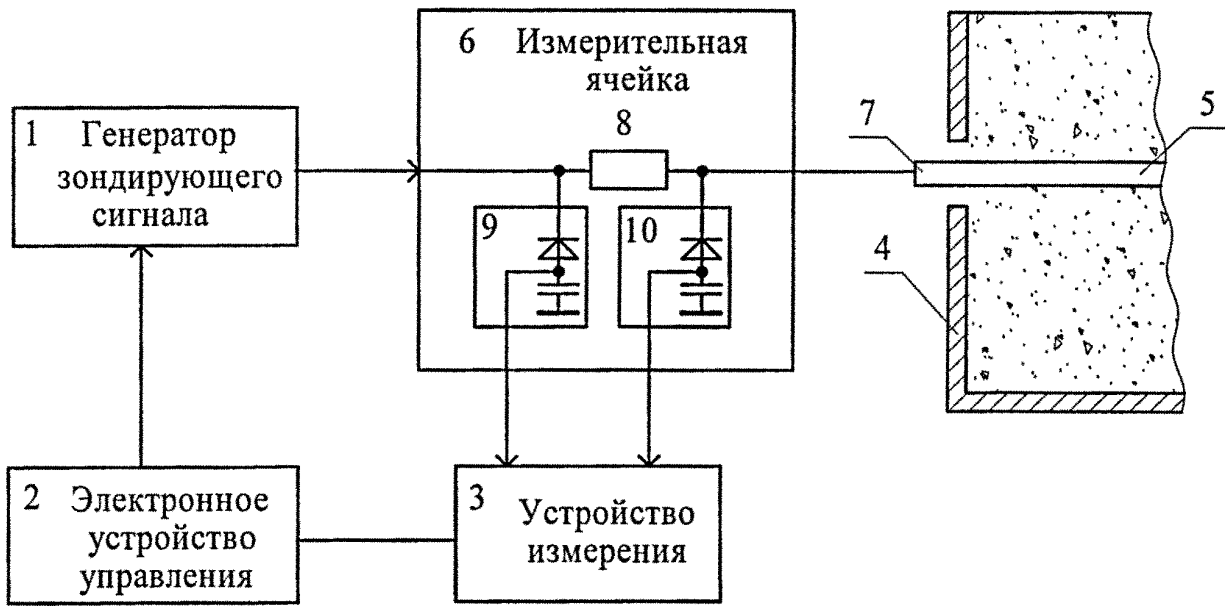 6 Измерительная
ячейка
8
1 Генератор
зондирующего
сигнала
7
5
9
10
4
2 Электронное
устройство
управления
3 Устройство
измерения